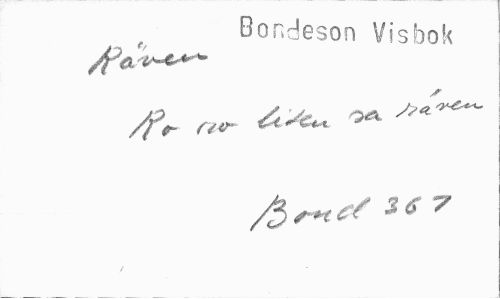 Bondeson Visbok
Räven
Ro ro liten sa räven
Bond 367